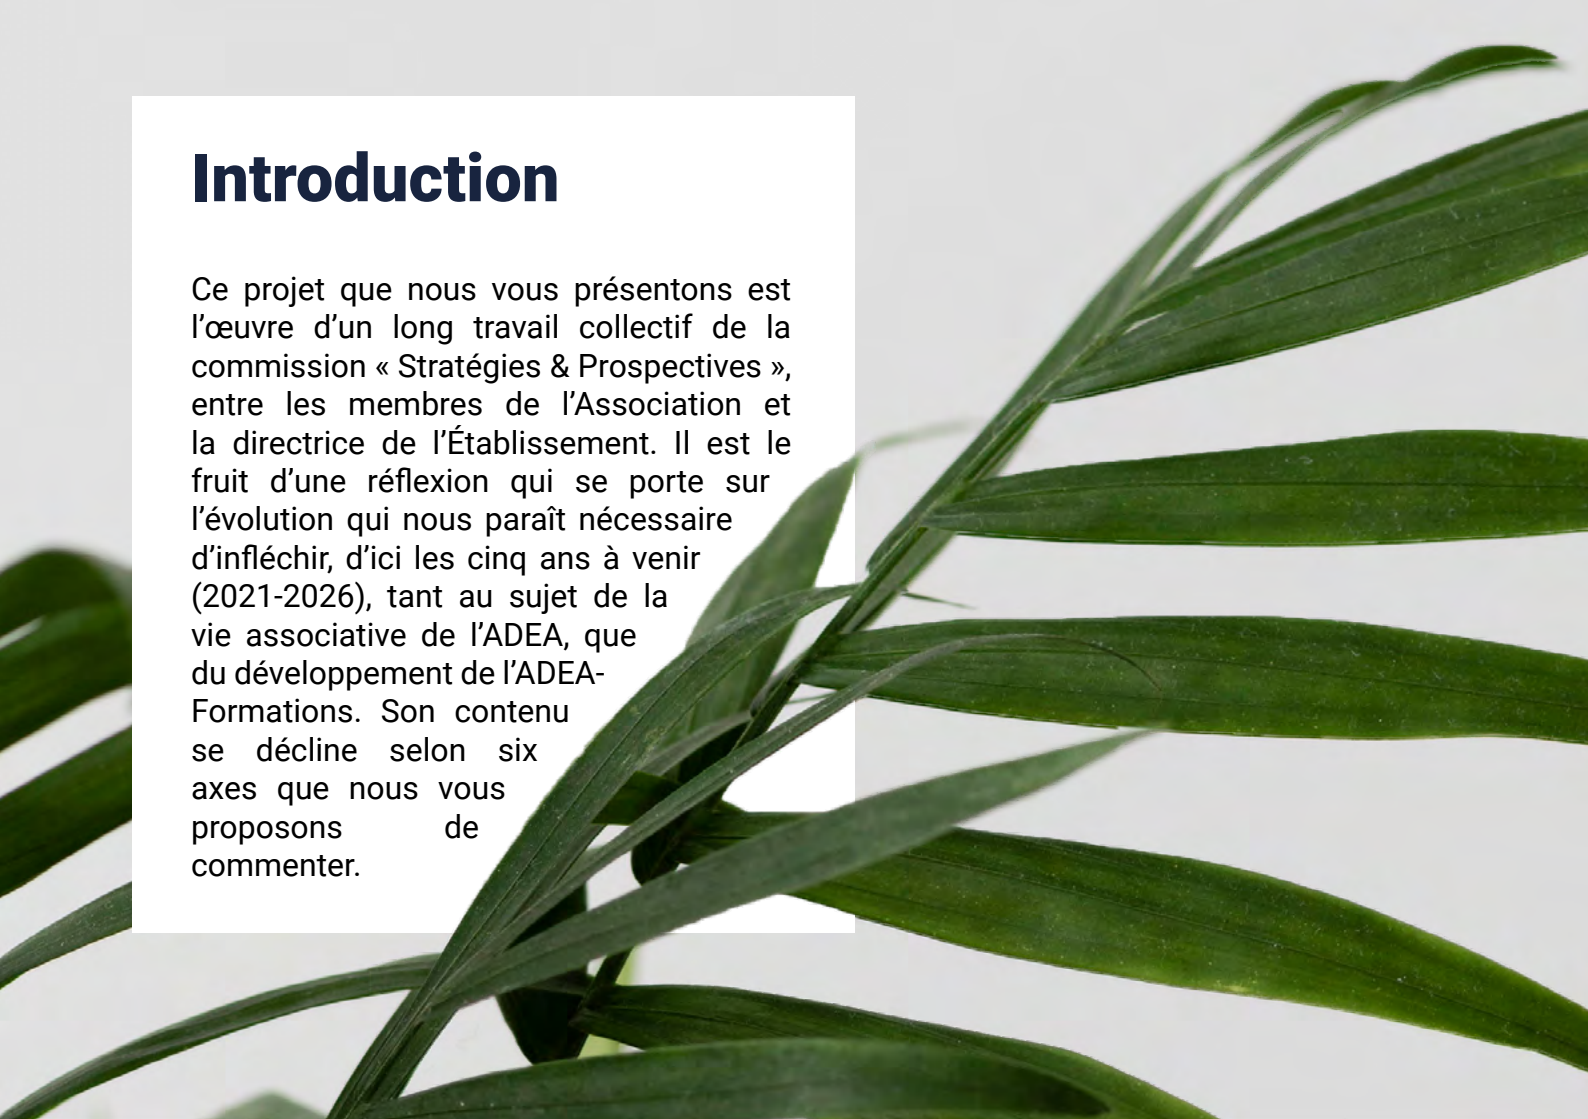 Introduction
Ce projet que nous vous présentons est
l’œuvre d’un long travail collectif de la
commission « Stratégies & Prospectives »,
entre les membres de l’Association et
la directrice de l’Établissement. Il est le
fruit d’une réflexion qui se porte sur
l’évolution qui nous paraît nécessaire
d’infléchir, d’ici les cinq ans à venir
(2021-2026), tant au sujet de la
vie associative de l’ADEA, que
du développement de l’ADEA-
Formations. Son contenu
se décline selon six
axes que nous vous
proposons de
commenter.